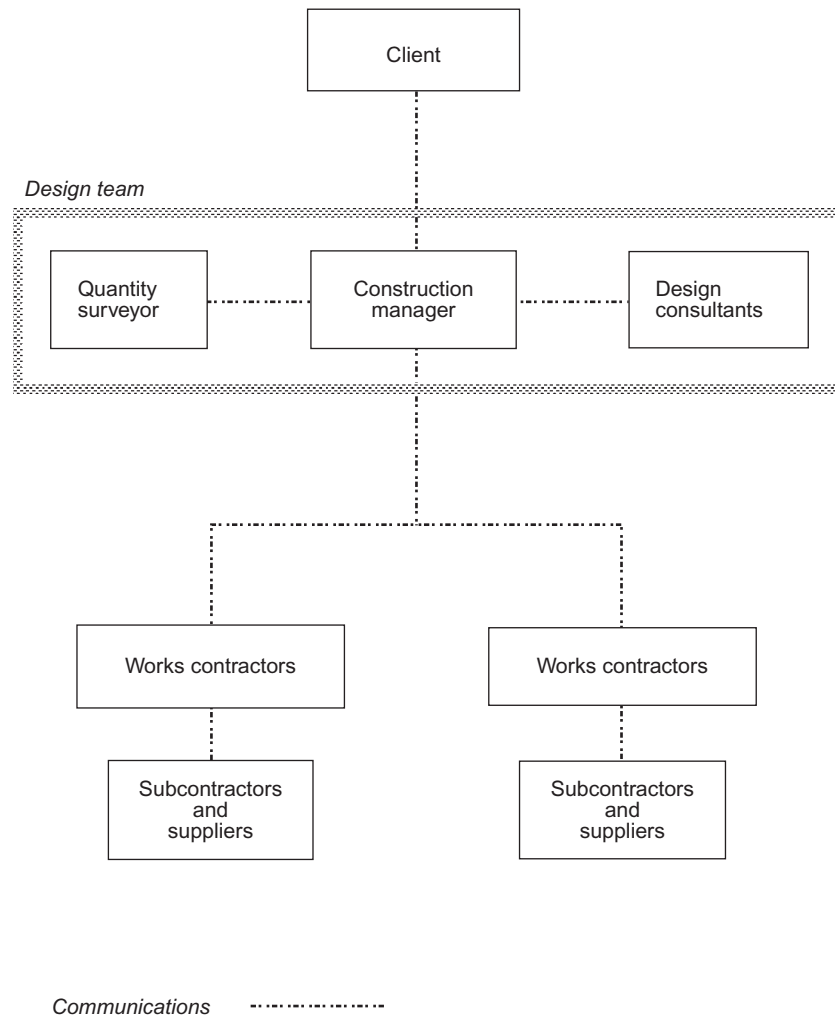 Client
Design team
Quantity
surveyor
Construction
manager
Design
consultants
Works contractors
Works contractors
Subcontractors
and
suppliers
Subcontractors
and
suppliers
Communications